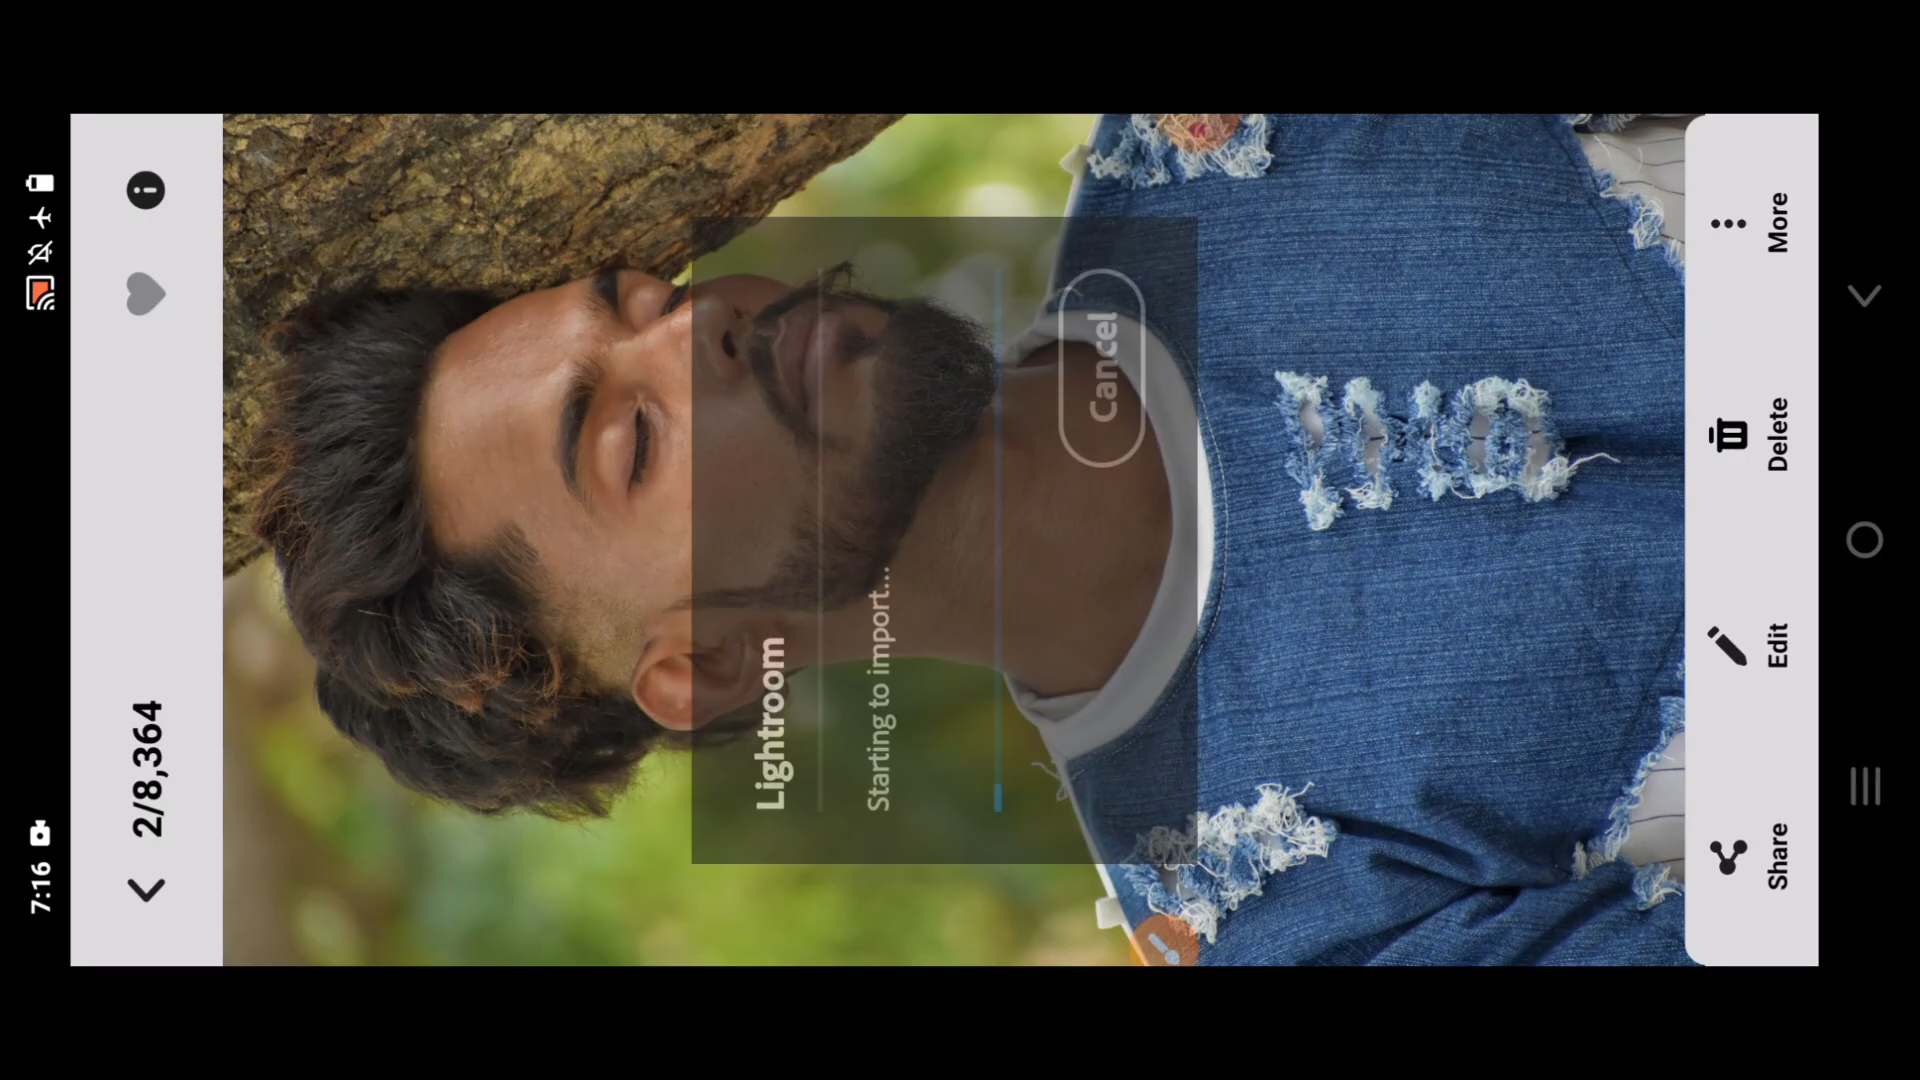 7:16
2/8,364
Lightroom
Starting to import...
Cancel
Share
Edit
Delete
More